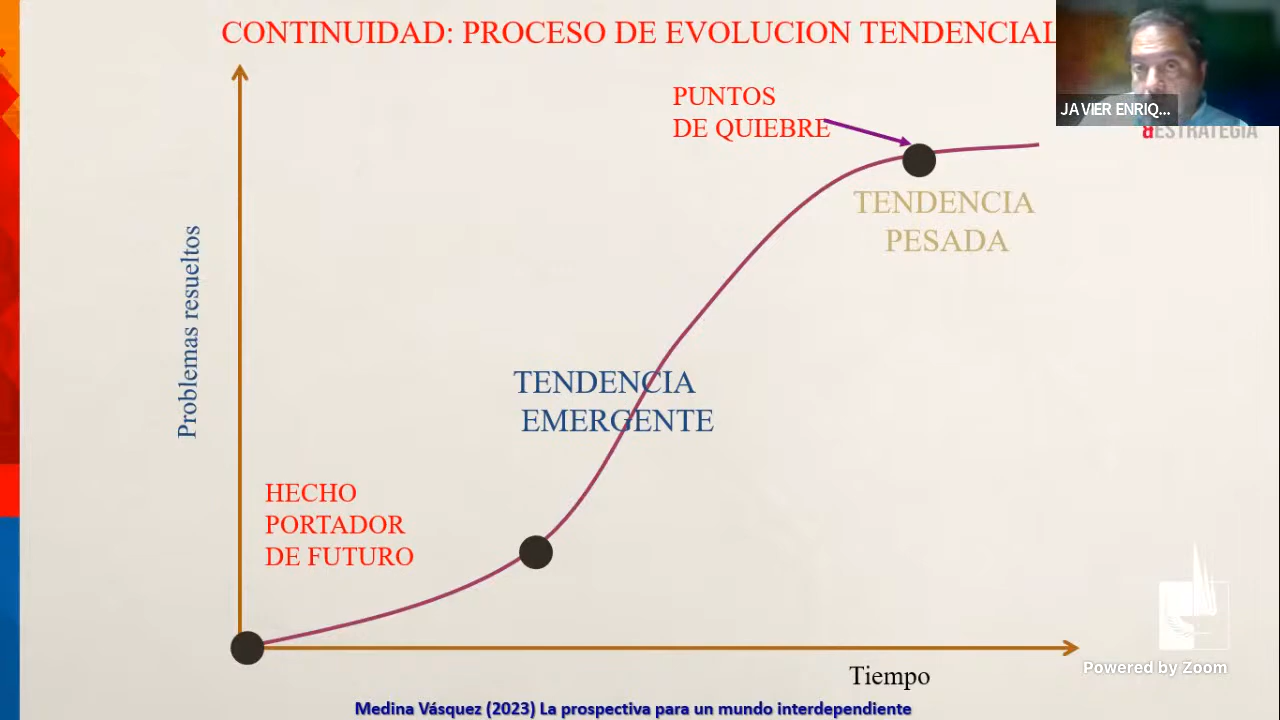 CONTINUIDAD: PROCESO DE EVOLUCION TENDENCIAL
JAVIER ENRIQ...
ESTRATEGIA
PUNTOS
DE QUIEBRE
TENDENCIA
PESADA
Problemas resueltos
TENDENCIA
EMERGENTE
HECHO
PORTADOR
DE FUTURO
Tiempo
Powered by Zoom
Medina Vásquez (2023) La prospectiva para un mundo interdependiente